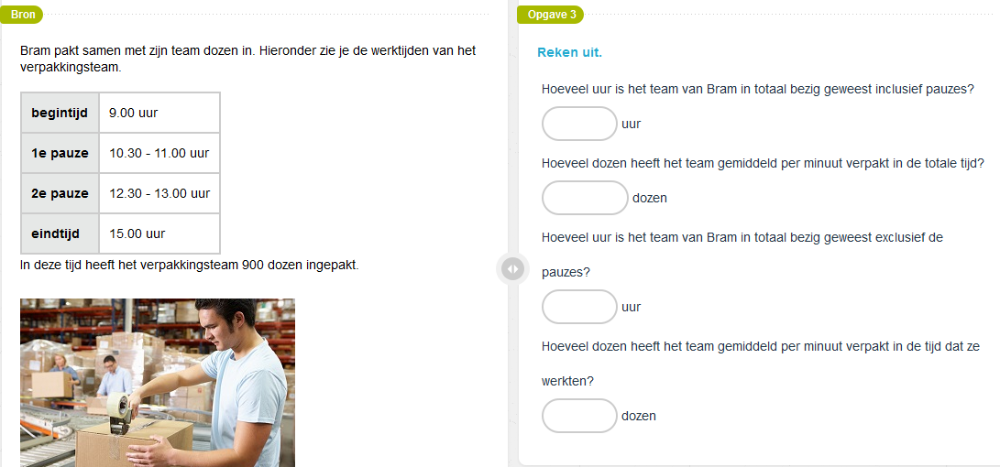 Bron
Bram pakt samen met zijn team dozen in. Hieronder zie je de werktijden van het
verpakkingsteam.
begintijd 9.00 uur
1e pauze 10.30 - 11.00 uur
2e pauze 12.30 - 13.00 uur
eindtijd 15.00 uur
In deze tijd heeft het verpakkingsteam 900 dozen ingepakt.
Opgave 3
Reken uit.
Hoeveel uur is het team van Bram in totaal bezig geweest inclusief pauzes?
uur
Hoeveel dozen heeft het team gemiddeld per minuut verpakt in de totale tijd?
dozen
Hoeveel uur is het team van Bram in totaal bezig geweest exclusief de
pauzes?
uur
Hoeveel dozen heeft het team gemiddeld per minuut verpakt in de tijd dat ze
werkten?
dozen